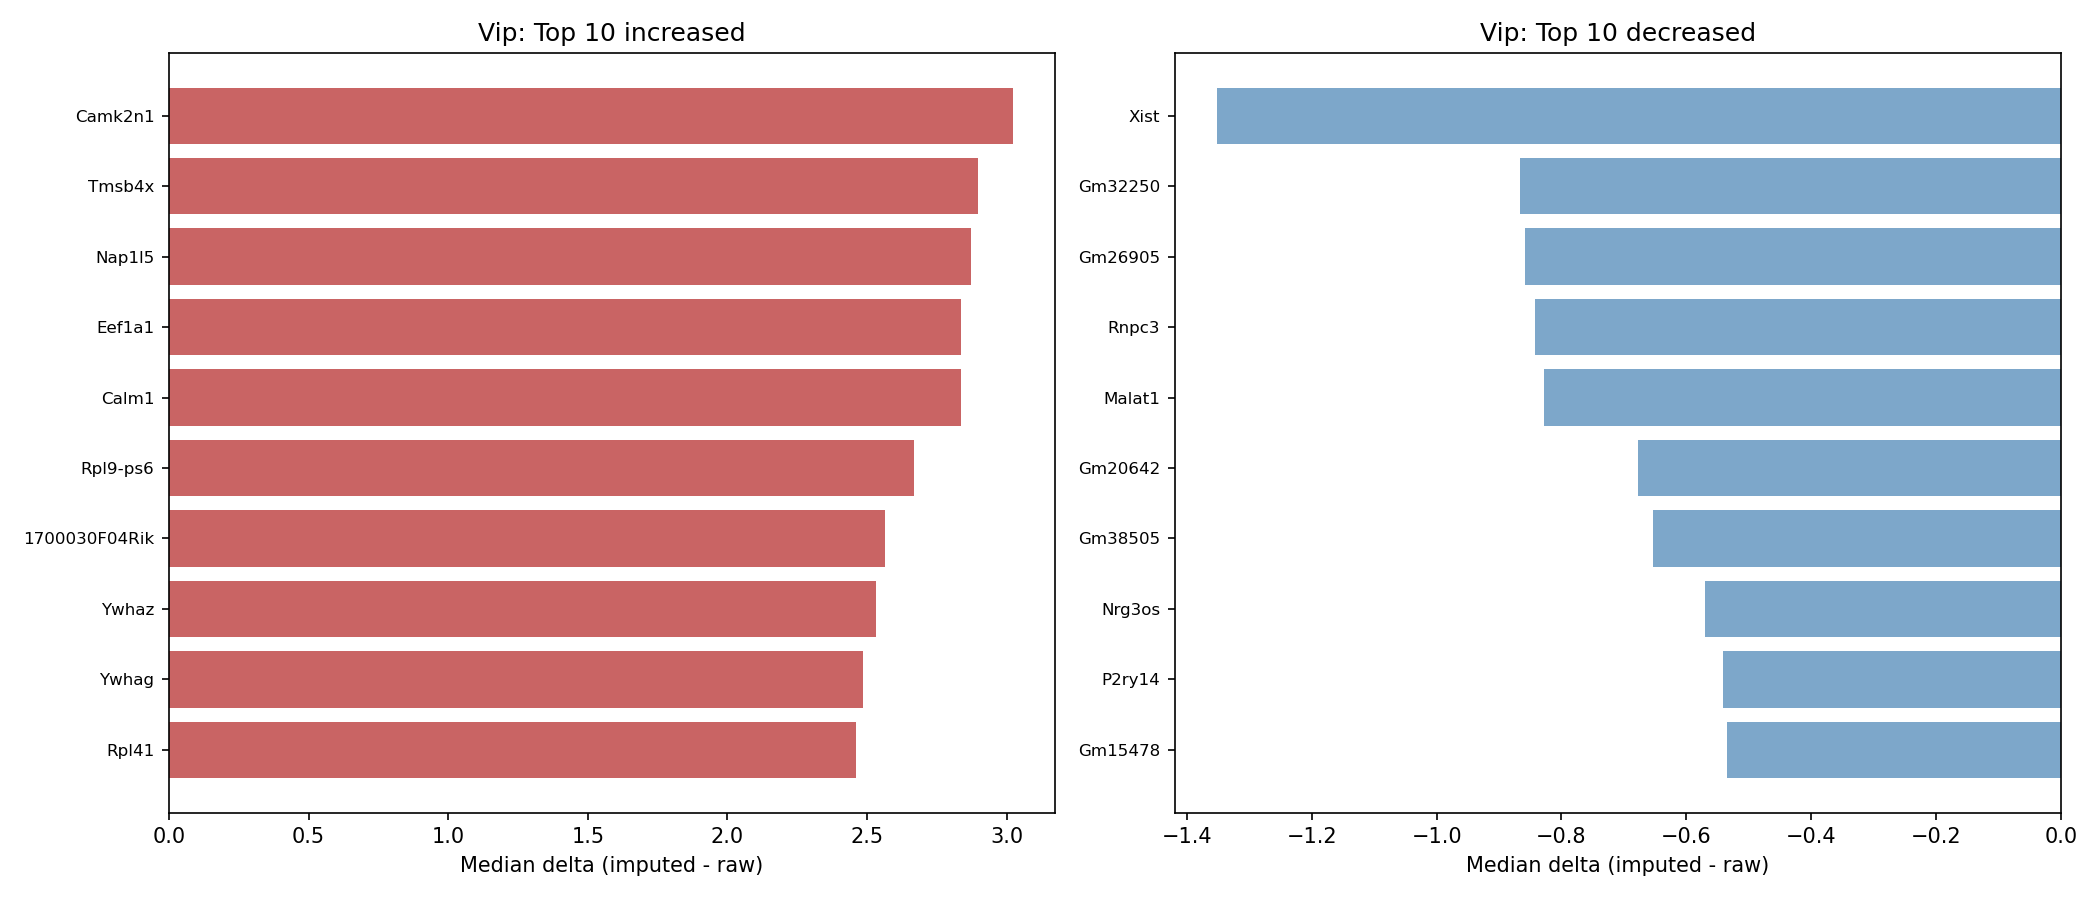 Vip: Top 10 increased
Camk2n1
Tmsb4x
Nap1l5
Eef1a1
Calm1
Rpl9-ps6
1700030F04Rik
Ywhaz
Ywhag
Rpl41
0.0 0.5 1.0 1.5 2.0 2.5 3.0
Median delta (imputed - raw)
Vip: Top 10 decreased
Xist
Gm32250
Gm26905
Rnpc3
Malat1
Gm20642
Gm38505
Nrg3os
P2ry14
Gm15478
−1.4 −1.2 −1.0 −0.8 −0.6 −0.4 −0.2 0.0
Median delta (imputed - raw)